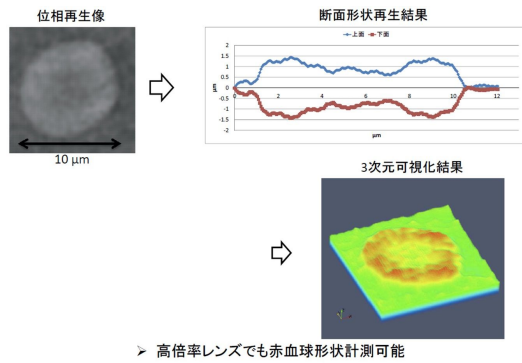 位相再生像
10 μm
断面形状再生結果
上面
下面
2
1.5
1
0.5
0
-0.5
-1
-1.5
-2
μm
0
2
4
6
8
10
12
μm
3次元可視化結果
➢ 高倍率レンズでも赤血球形状計測可能